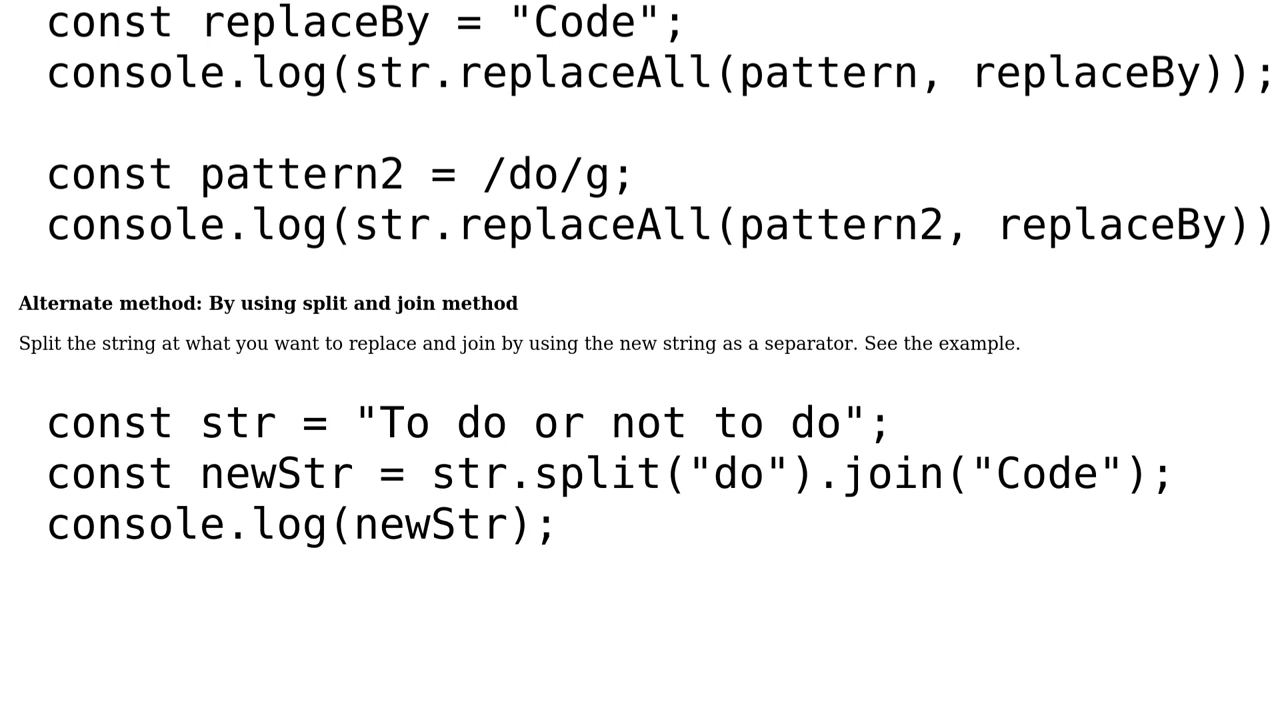 const replaceBy = "Code";
console.log(str.replaceAll(pattern, replaceBy));
const pattern2 = /do/g;
console.log(str.replaceAll(pattern2, replaceBy))
Alternate method: By using split and join method
Split the string at what you want to replace and join by using the new string as a separator. See the example.
const str = "To do or not to do";
const newStr = str.split("do").join("Code");
console.log(newStr);